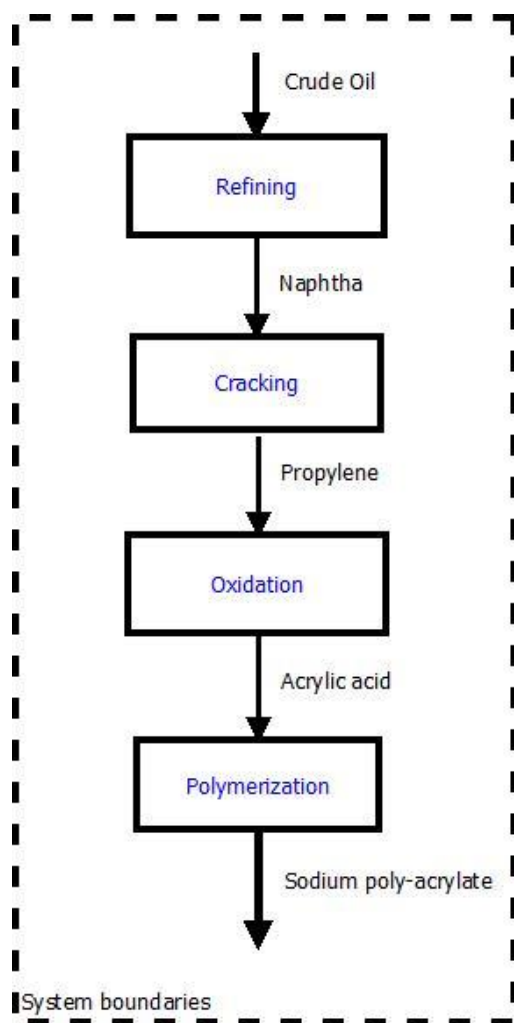 Crude Oil
Refining
Naphtha
Cracking
Propylene
Oxidation
Acrylic acid
Polymerization
Sodium poly-acrylate
System boundaries